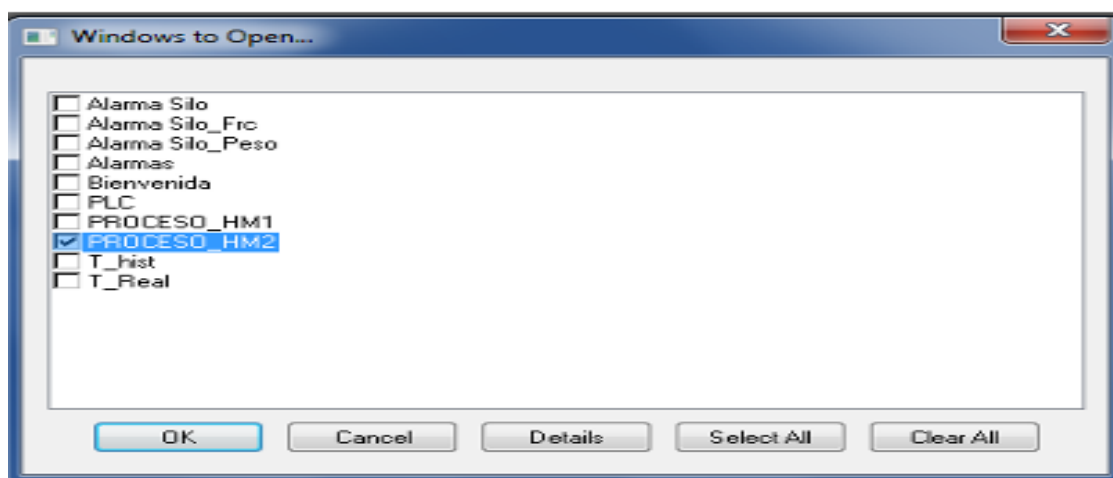 Windows to Open...
Alarma Silo
Alarma Silo_Frc
Alarma Silo_Peso
Alarmas
Bienvenida
PLC
PROCESO_HM1
PROCESO_HM2
T_hist
T_Real
OK Cancel Details Select All Clear All